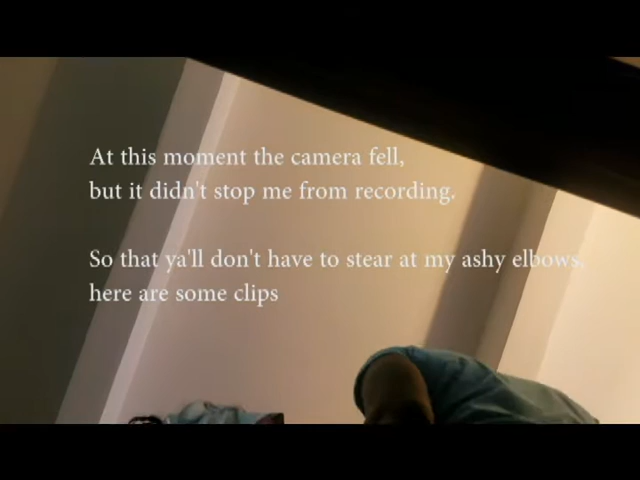 At this moment the camera fell,
but it didn't stop me from recording.
So that ya'll don't have to stear at my ashy elbows,
here are some clips